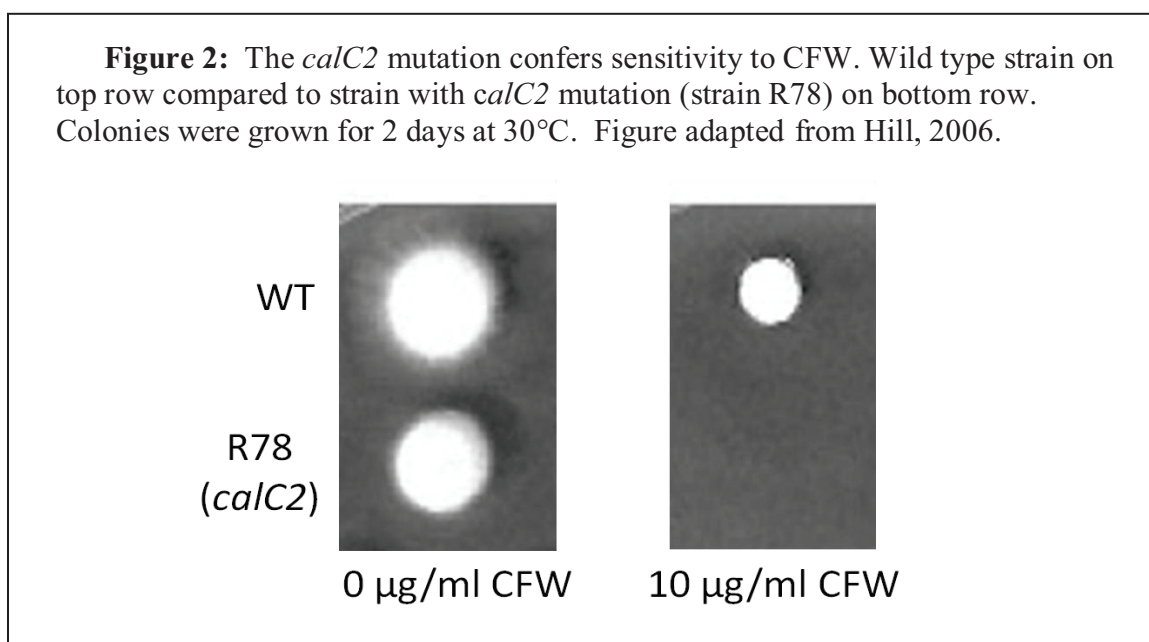 Figure 2: The calC2 mutation confers sensitivity to CFW. Wild type strain on
top row compared to strain with calC2 mutation (strain R78) on bottom row.
Colonies were grown for 2 days at 30°C. Figure adapted from Hill, 2006.
WT
R78
(calC2)
0 µg/ml CFW
10 µg/ml CFW